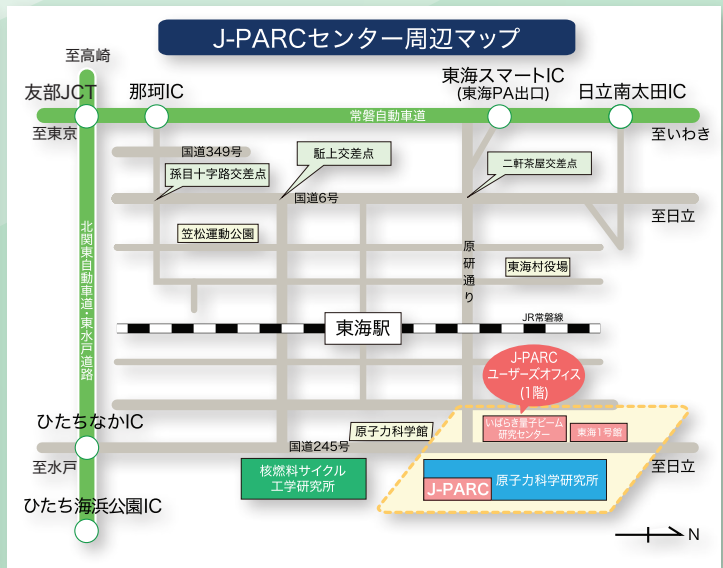 J-PARCセンター周辺マップ
至高崎
友部JCT
那珂IC
東海スマートIC
(東海PA出口)
日立南太田IC
常磐自動車道
至東京
至いわき
国道349号
孫目十字路交差点
駈上交差点
二軒茶屋交差点
国道6号
至日立
笠松運動公園
原研通り
東海村役場
北関東自動車道・東水戸道路
JR常磐線
東海駅
J-PARC
ユーザーズオフィス
(1階)
ひたちなかIC
原子力科学館
いばらき量子ビーム
研究センター
東海1号館
国道245号
至水戸
至日立
核燃料サイクル
工学研究所
J-PARC
原子力科学研究所
ひたち海浜公園IC
N